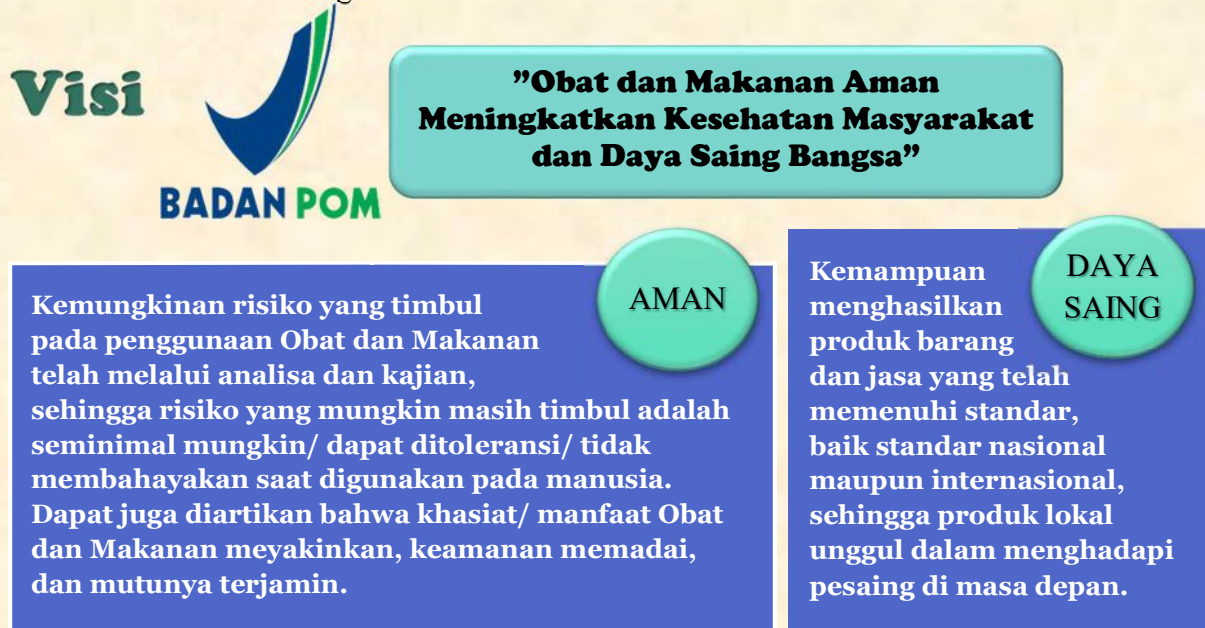 Visi
BADAN POM
”Obat dan Makanan Aman
Meningkatkan Kesehatan Masyarakat
dan Daya Saing Bangsa”
AMAN
Kemungkinan risiko yang timbul
pada penggunaan Obat dan Makanan
telah melalui analisa dan kajian,
sehingga risiko yang mungkin masih timbul adalah
seminimal mungkin/ dapat ditoleransi/ tidak
membahayakan saat digunakan pada manusia.
Dapat juga diartikan bahwa khasiat/ manfaat Obat
dan Makanan meyakinkan, keamanan memadai,
dan mutunya terjamin.
DAYA
SAING
Kemampuan
menghasilkan
produk barang
dan jasa yang telah
memenuhi standar,
baik standar nasional
maupun internasional,
sehingga produk lokal
unggul dalam menghadapi
pesaing di masa depan.